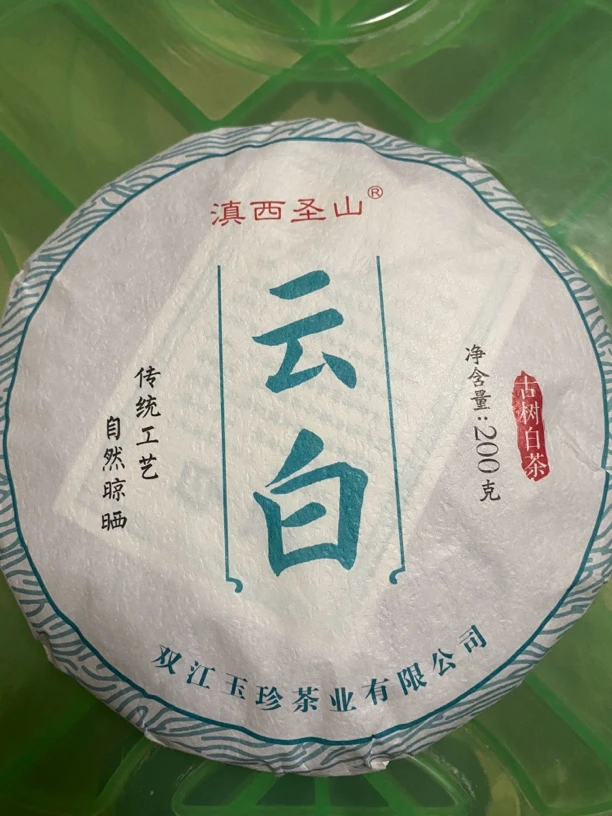 滇西圣山®
云白
传统工艺
自然晾晒
净含量:200克
古树白茶
双江玉珍茶业有限公司